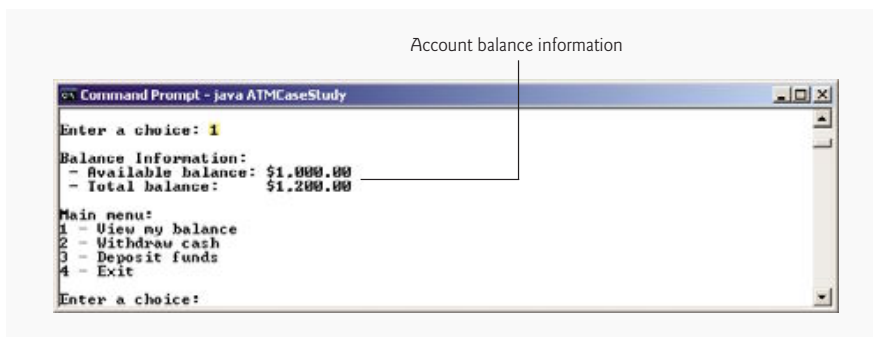 Account balance information
Command Prompt - java ATMCaseStudy
Enter a choice: 1
Balance Information:
- Available balance: $1,000.00
- Total balance: $1,200.00
Main menu:
1 - View my balance
2 - Withdraw cash
3 - Deposit funds
4 - Exit
Enter a choice: